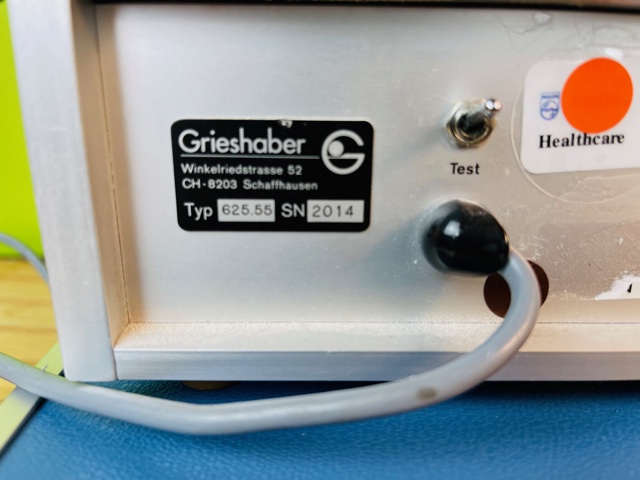 Grieshaber
Winkelriedstrasse 52
CH-8203 Schaffhausen
Typ 625.55 SN 2014
Test
Healthcare